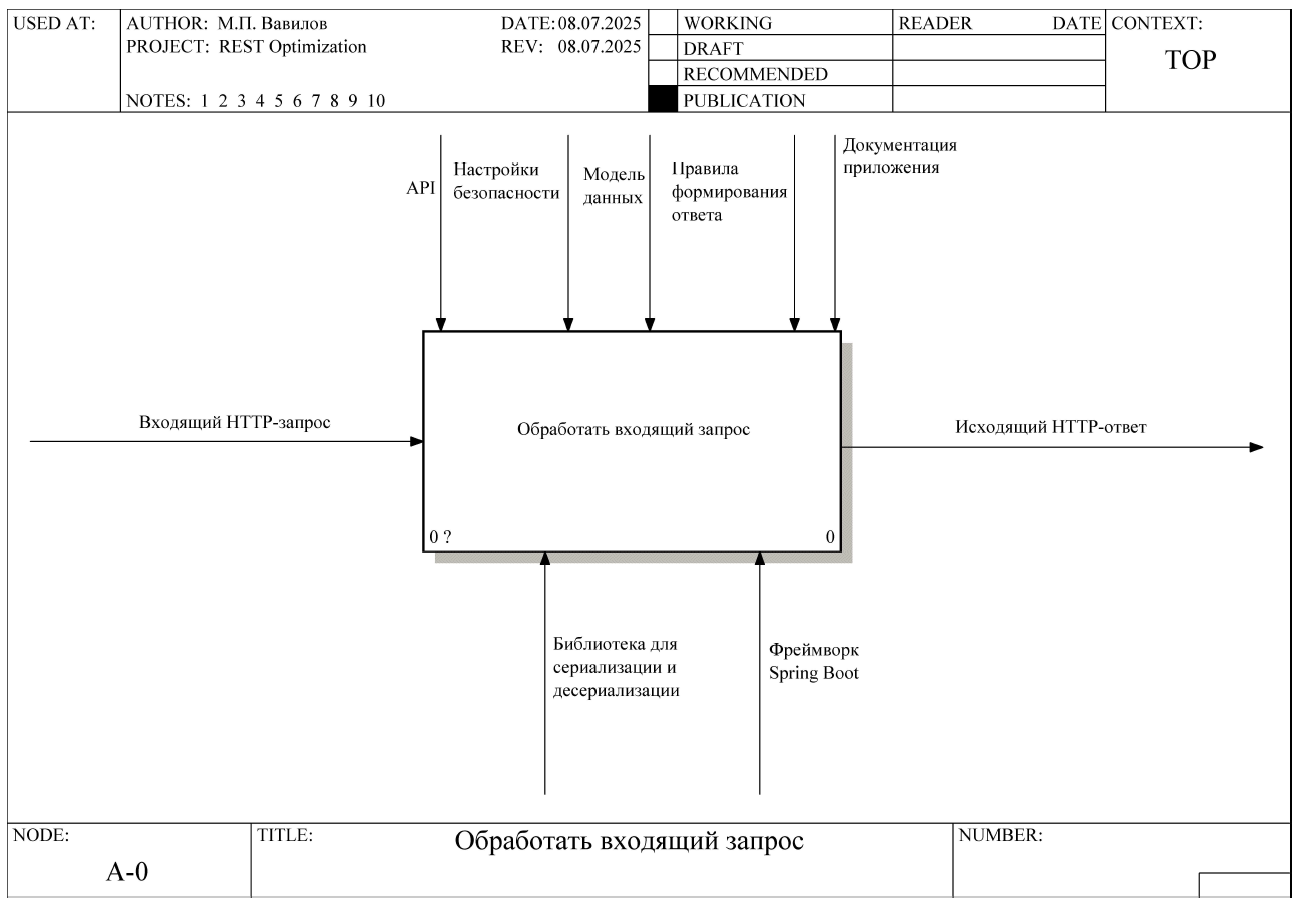 USED AT:
AUTHOR: М.П. Вавилов
DATE: 08.07.2025
PROJECT: REST Optimization
REV: 08.07.2025
NOTES: 1 2 3 4 5 6 7 8 9 10
WORKING
DRAFT
RECOMMENDED
PUBLICATION
READER
DATE
CONTEXT:
TOP
API
Настройки
безопасности
Модель
данных
Правила
формирования
ответа
Документация
приложения
Входящий HTTP-запрос
Обработать входящий запрос
0 ?
0
Исходящий HTTP-ответ
Библиотека для
сериализации и
десериализации
Фреймворк
Spring Boot
NODE:
A-0
TITLE:
Обработать входящий запрос
NUMBER: